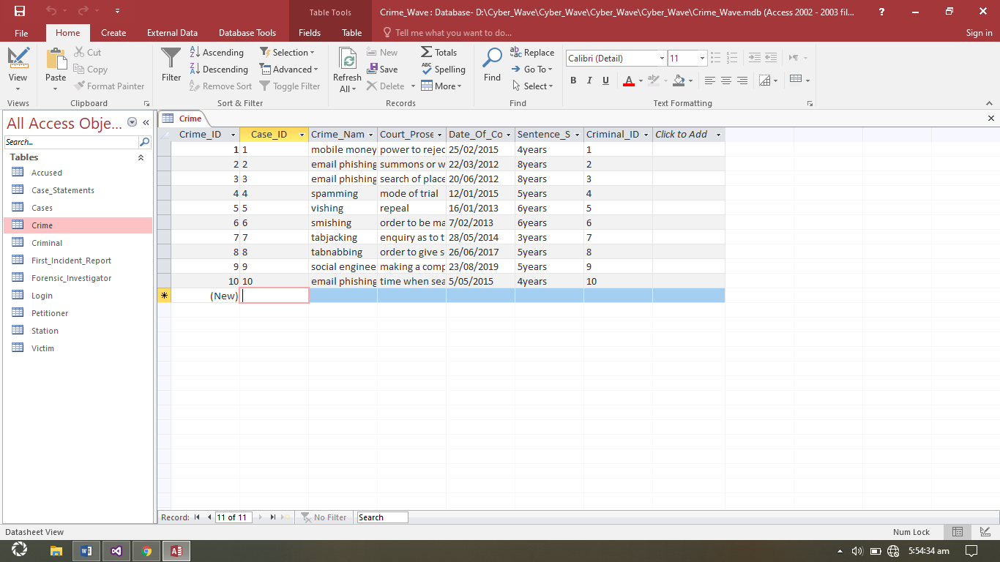 Table Tools
Crime_Wave : Database- D:\Cyber_Wave\Cyber_Wave\Cyber_Wave\Cyber_Wave\Crime_Wave.mdb (Access 2002 - 2003 fil...
?
File Home Create External Data Database Tools Fields Table Tell me what you want to do... Sign in
View
Paste
Cut
Copy
Format Painter
Filter
Ascending
Descending
Remove Sort
Selection
Advanced
Toggle Filter
Refresh
All
New
Save
Delete
Totals
Spelling
More
Find
Replace
Go To
Select
Calibri (Detail) 11
B I U A
Views Clipboard Sort & Filter Records Find Text Formatting
All Access Obje...
Search...
Tables
Accused
Case_Statements
Cases
Crime
Criminal
First_Incident_Report
Forensic_Investigator
Login
Petitioner
Station
Victim
Crime
Crime_ID Case_ID Crime_Nam Court_Prose Date_Of_Co Sentence_S Criminal_ID Click to Add
1 1 mobile money power to rejec 25/02/2015 4years 1
2 2 email phishing summons or w 22/03/2012 8years 2
3 3 email phishing search of place 20/06/2012 8years 3
4 4 spamming mode of trial 12/01/2015 5years 4
5 5 vishing repeal 16/01/2013 6years 5
6 6 smishing order to be ma 7/02/2013 6years 6
7 7 tabjacking enquiry as to t 28/05/2014 3years 7
8 8 tabnabbing order to give s 26/06/2017 5years 8
9 9 social enginee making a comp 23/08/2019 5years 9
10 10 email phishing time when sea 5/05/2015 4years 10
(New)
Record: 11 of 11 No Filter Search
Datasheet View Num Lock
5:54:34 am